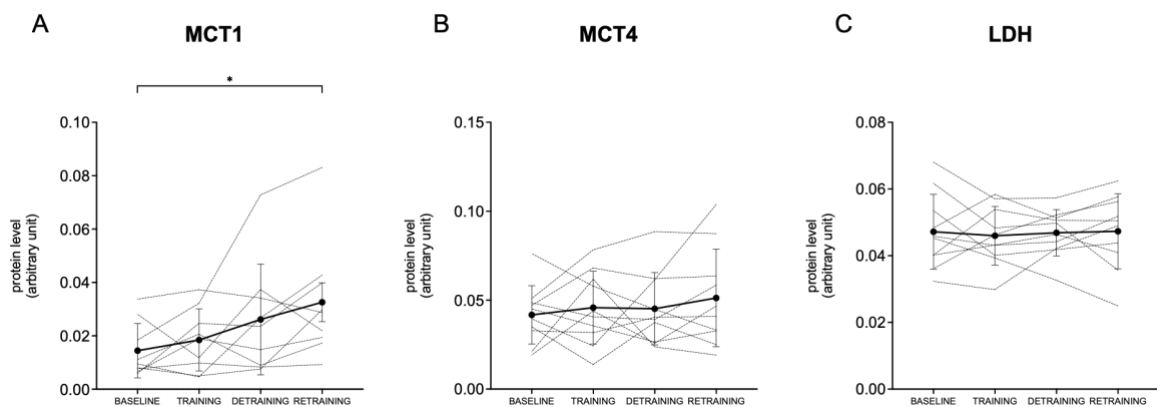 A
MCT1
*
protein level
(arbitrary unit)
0.10
0.08
0.06
0.04
0.02
0.00
BASELINE TRAINING DETRAINING RETRAINING
B
MCT4
protein level
(arbitrary unit)
0.15
0.10
0.05
0.00
BASELINE TRAINING DETRAINING RETRAINING
C
LDH
protein level
(arbitrary unit)
0.08
0.06
0.04
0.02
0.00
BASELINE TRAINING DETRAINING RETRAINING